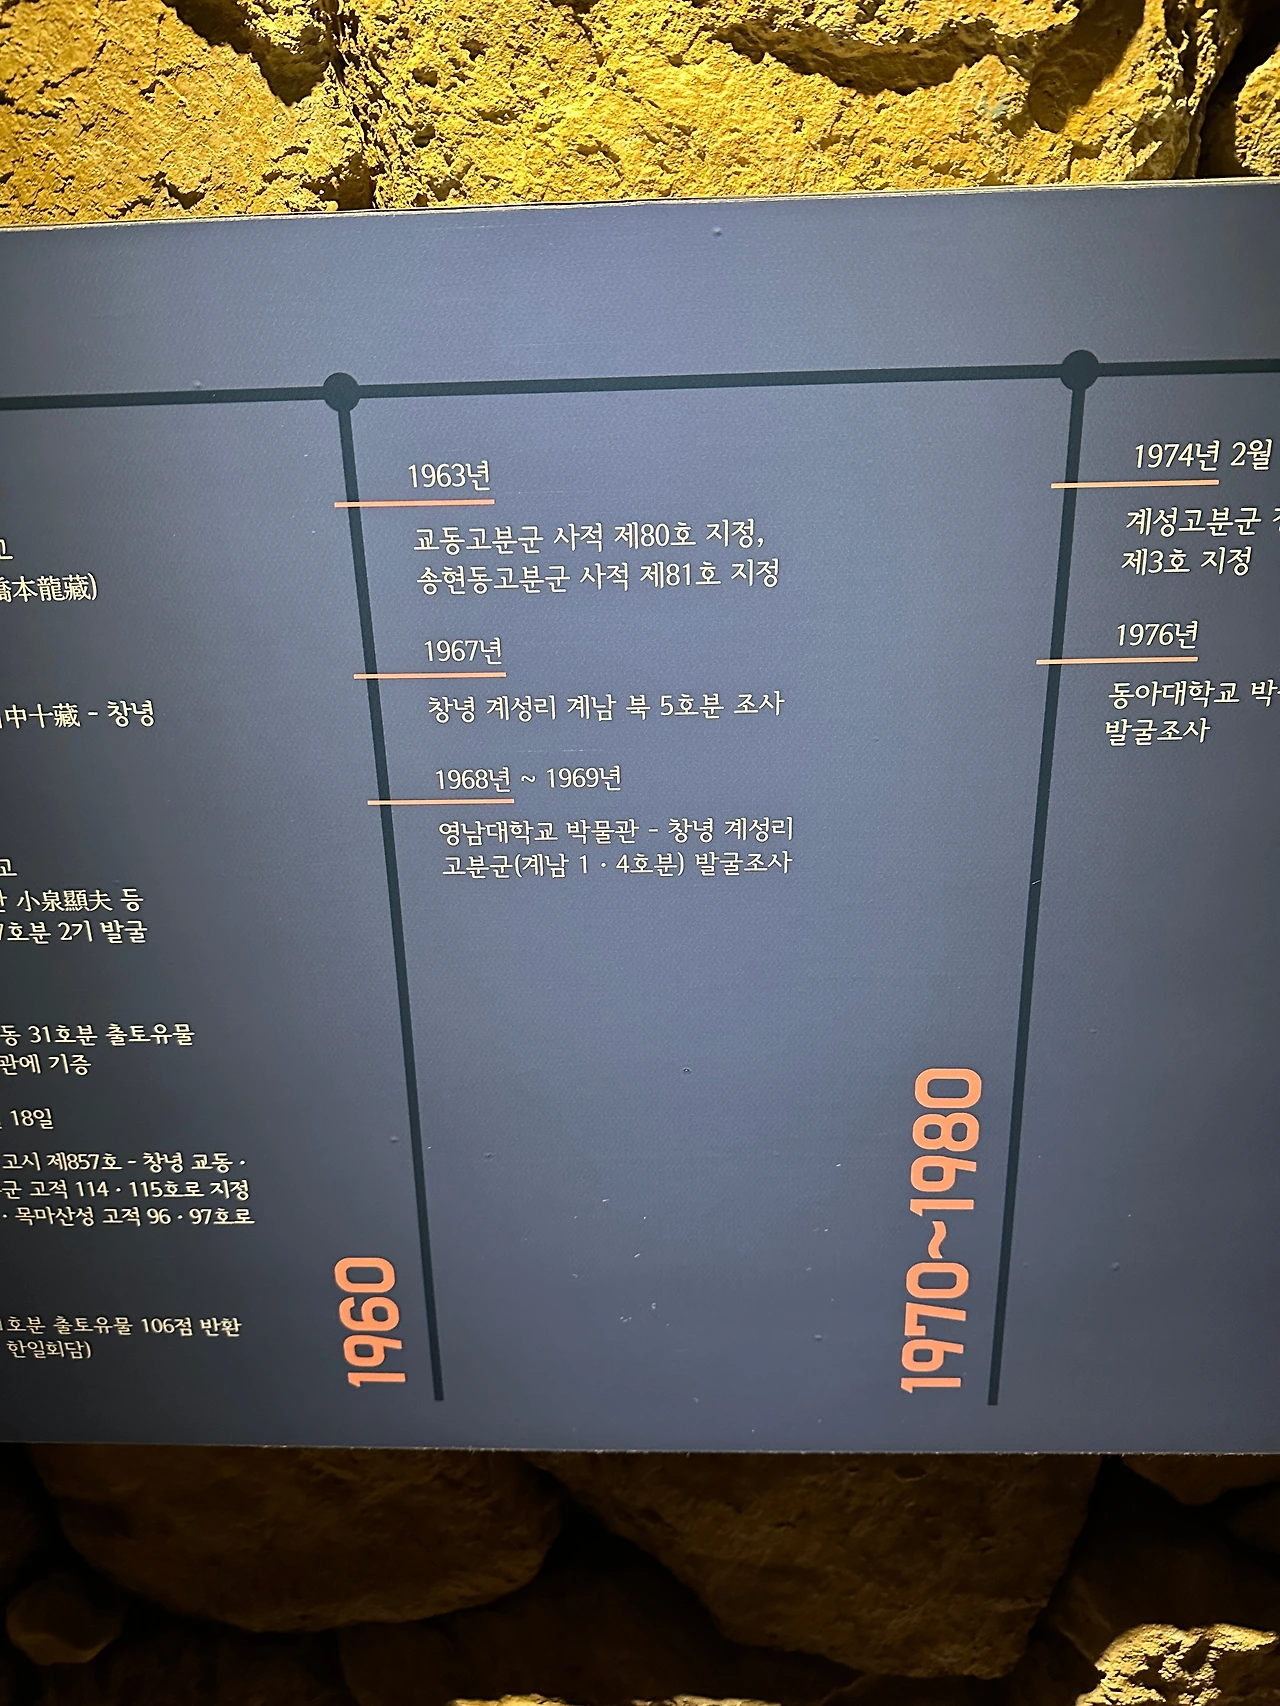 橋本龍藏)
中十藏 - 창녕
小泉顯夫 등
7호분 2기 발굴
31호분 출토유물
기증
18일
고시 제857호 - 창녕 교동 ·
고적 114 · 115호로 지정
· 목마산성 고적 96 · 97호로
출토유물 106점 반환
한일회담)
1960
1963년
교동고분군 사적 제80호 지정,
송현동고분군 사적 제81호 지정
1967년
창녕 계성리 계남 북 5호분 조사
1968년 ~ 1969년
영남대학교 박물관 - 창녕 계성리
고분군(계남 1 · 4호분) 발굴조사
1970~1980
1974년 2월
계성고분군
제3호 지정
1976년
동아대학교
발굴조사